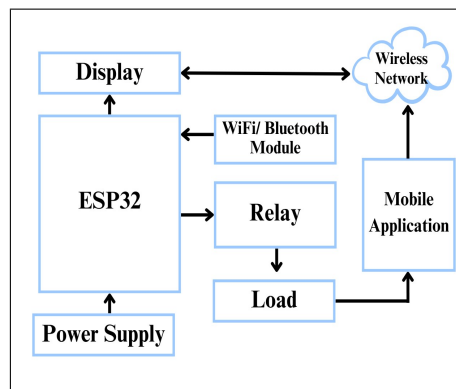 Display
Wireless
Network
WiFi/ Bluetooth
Module
ESP32
Relay
Mobile
Application
Load
Power Supply